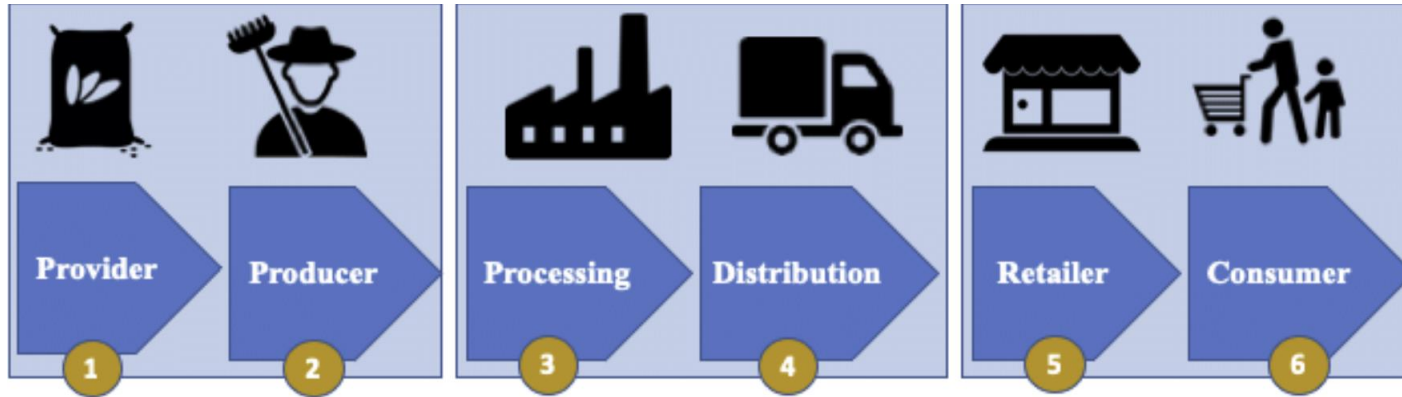 Provider
Producer
Processing
Distribution
Retailer
Consumer
1
2
3
4
5
6